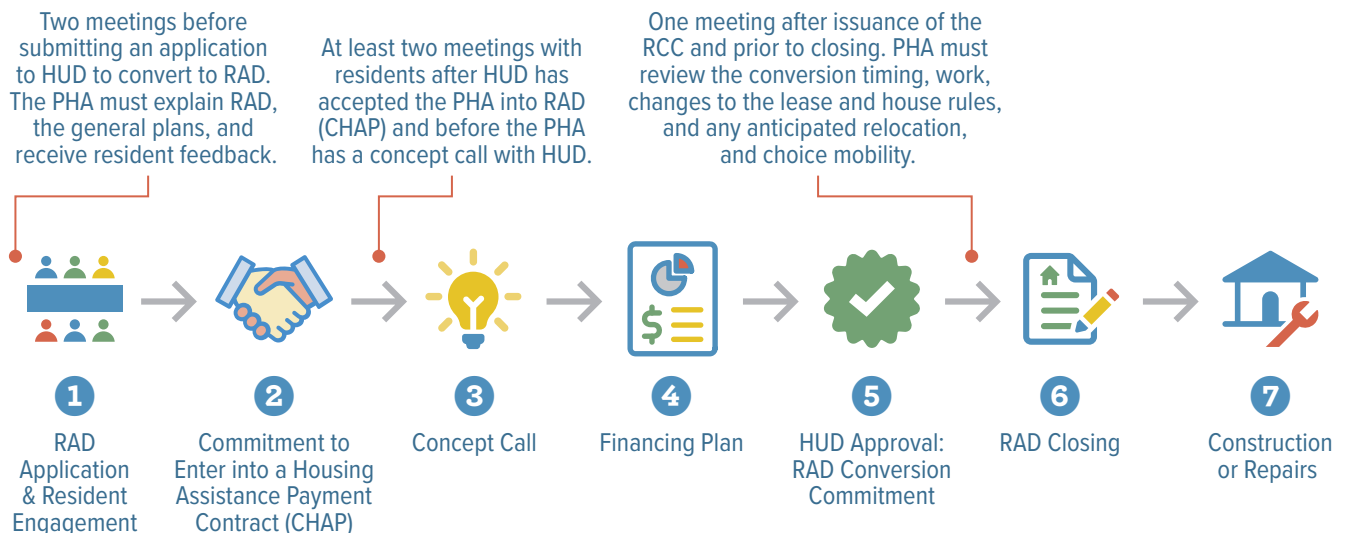 Two meetings before
submitting an application
to HUD to convert to RAD.
The PHA must explain RAD,
the general plans, and
receive resident feedback.
At least two meetings with
residents after HUD has
accepted the PHA into RAD
(CHAP) and before the PHA
has a concept call with HUD.
One meeting after issuance of the
RCC and prior to closing. PHA must
review the conversion timing, work,
changes to the lease and house rules,
and any anticipated relocation,
and choice mobility.
$
1
RAD
Application
& Resident
Engagement
2
Commitment to
Enter into a Housing
Assistance Payment
Contract (CHAP)
3
Concept Call
4
Financing Plan
5
HUD Approval:
RAD Conversion
Commitment
6
RAD Closing
7
Construction
or Repairs